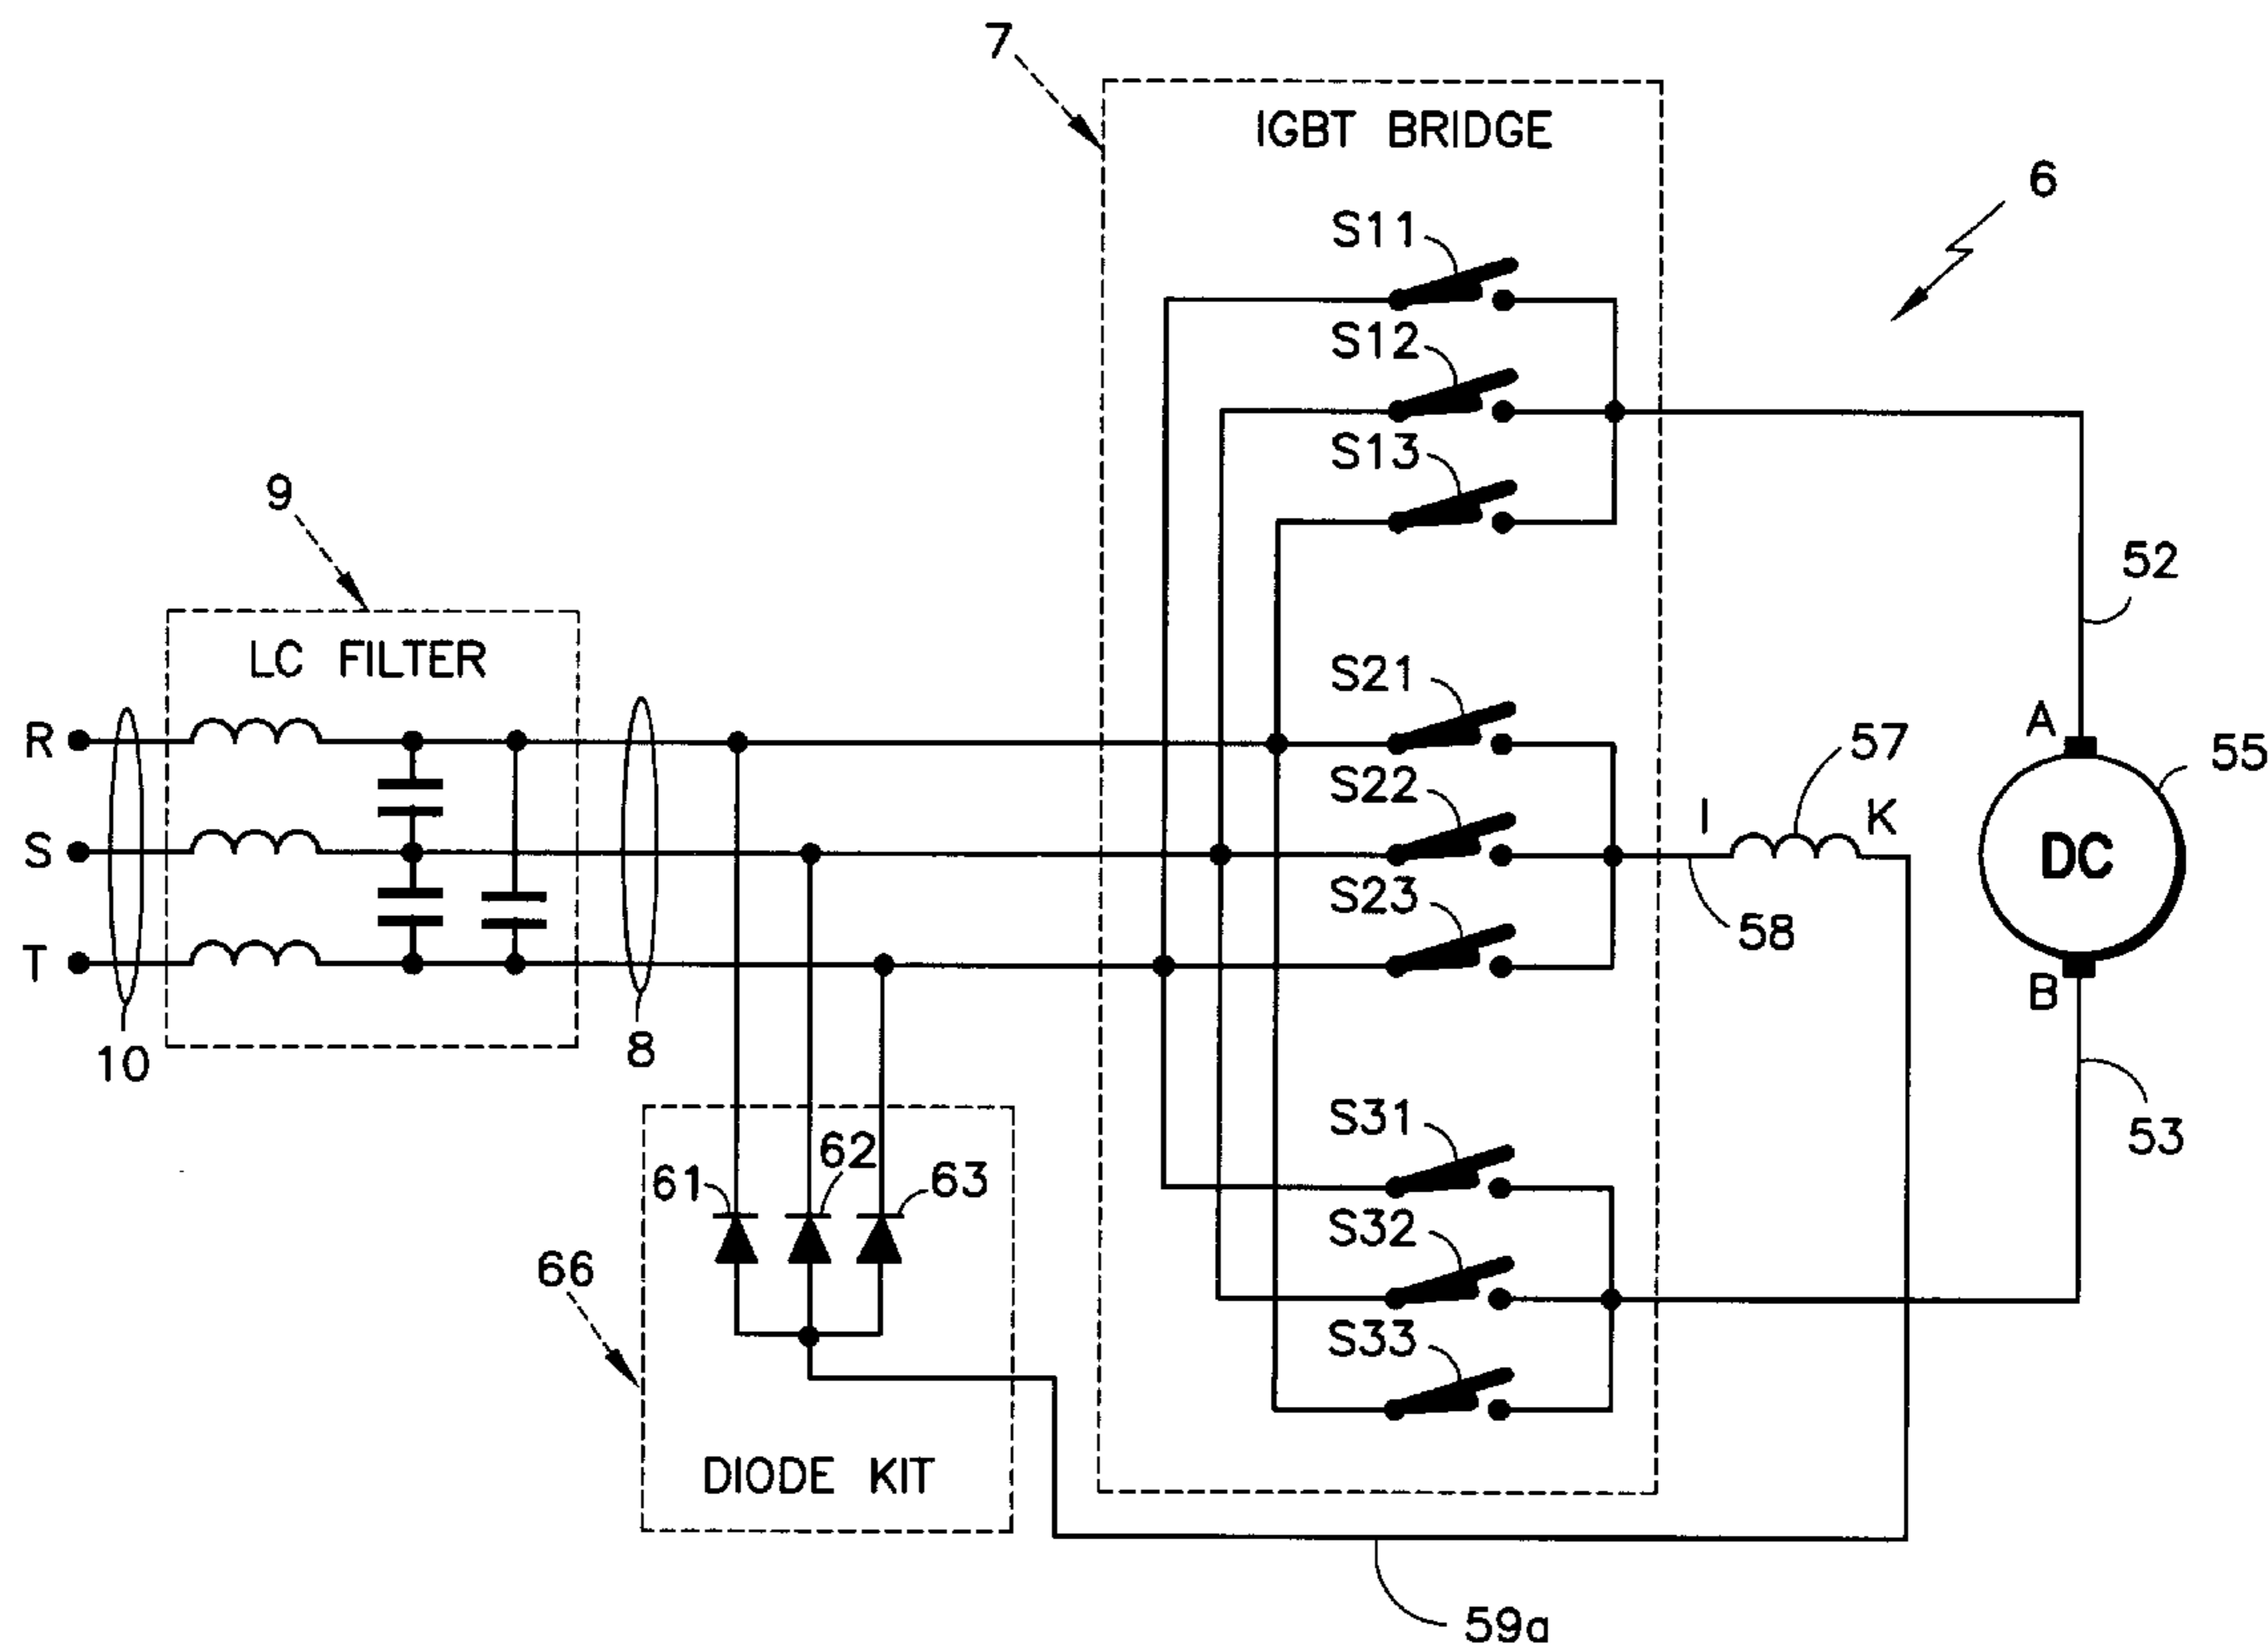 7
IGBT BRIDGE
6
S11
S12
S13
9
52
LC FILTER
S21
R
A
57
55
S22
I
K
S
DC
S23
58
T
B
10
8
S31
53
61
62
63
S32
66
S33
DIODE KIT
59a